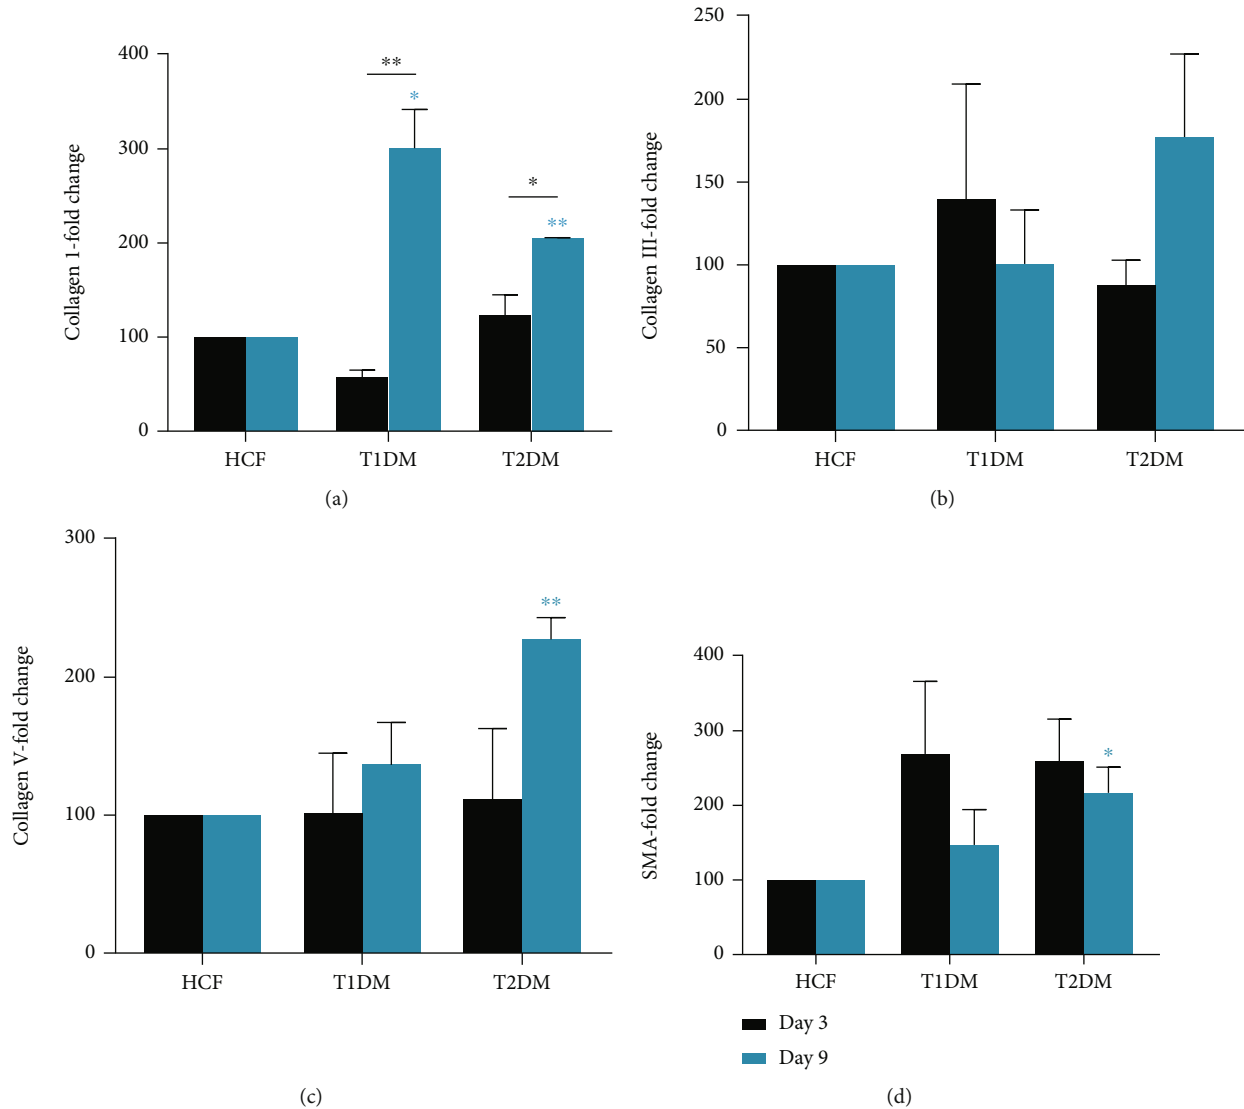 400
300
200
100
0
Collagen 1-fold change
**
*
*
**
HCF
T1DM
T2DM
(a)
250
200
150
100
50
0
Collagen III-fold change
HCF
T1DM
T2DM
(b)
300
200
100
0
Collagen V-fold change
**
HCF
T1DM
T2DM
(c)
400
300
200
100
0
SMA-fold change
*
HCF
T1DM
T2DM
Day 3
Day 9
(d)